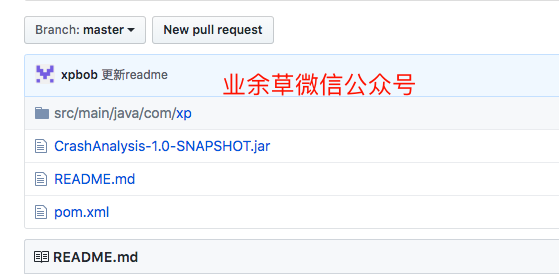 Branch: master
New pull request
xpbob 更新readme
业余草微信公众号
src/main/java/com/xp
CrashAnalysis-1.0-SNAPSHOT.jar
README.md
pom.xml
README.md